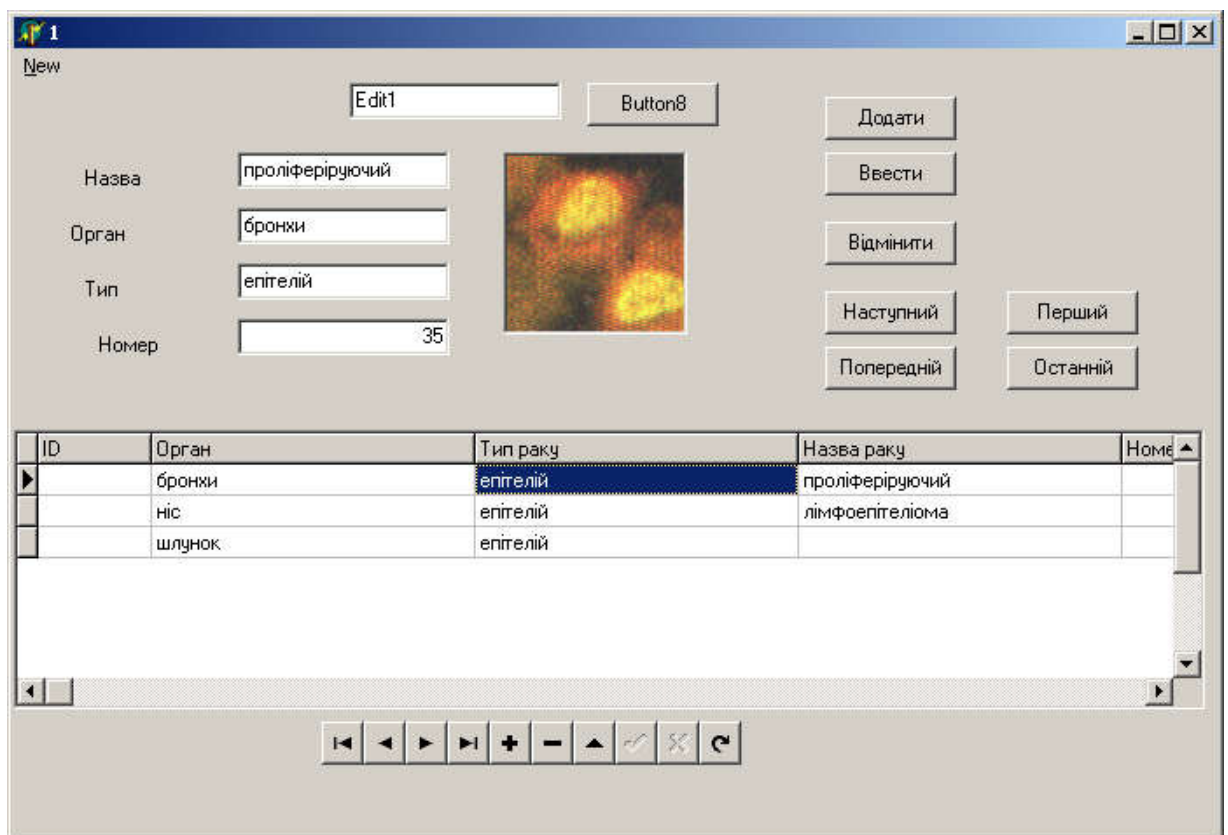 1
New
Edit1
Button8
Додати
Назва
проліферіруючий
Ввести
Орган
бронхи
Відмінити
Тип
епітелій
Номер
35
Наступний
Перший
Попередній
Останній
ID Орган Тип раку Назва раку Номе
бронхи епітелій проліферіруючий
ніс епітелій лімфоепітеліома
шлунок епітелій